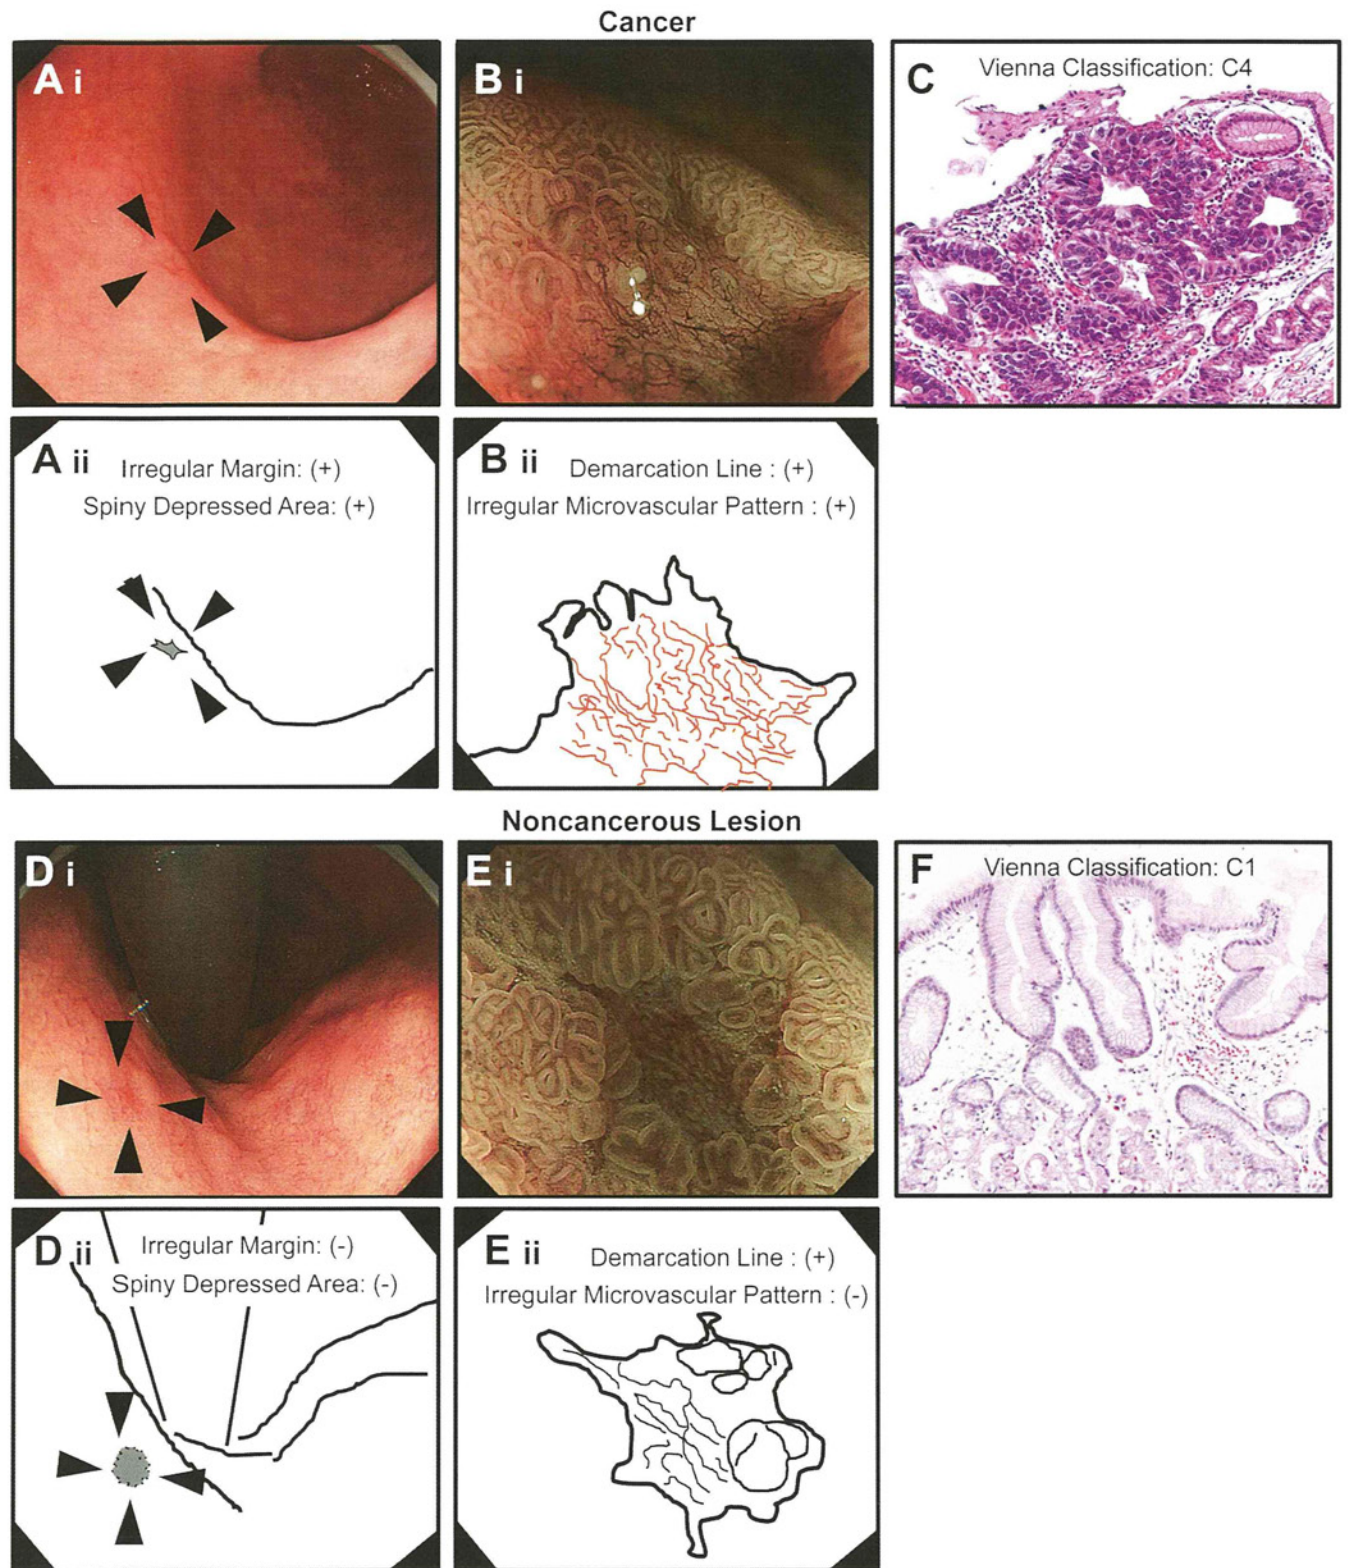 Cancer
A i
B i
C
Vienna Classification: C4
A ii
Irregular Margin: (+)
Spiny Depressed Area: (+)
B ii
Demarcation Line : (+)
Irregular Microvascular Pattern : (+)
Noncancerous Lesion
D i
E i
F
Vienna Classification: C1
D ii
Irregular Margin: (-)
Spiny Depressed Area: (-)
E ii
Demarcation Line : (+)
Irregular Microvascular Pattern : (-)